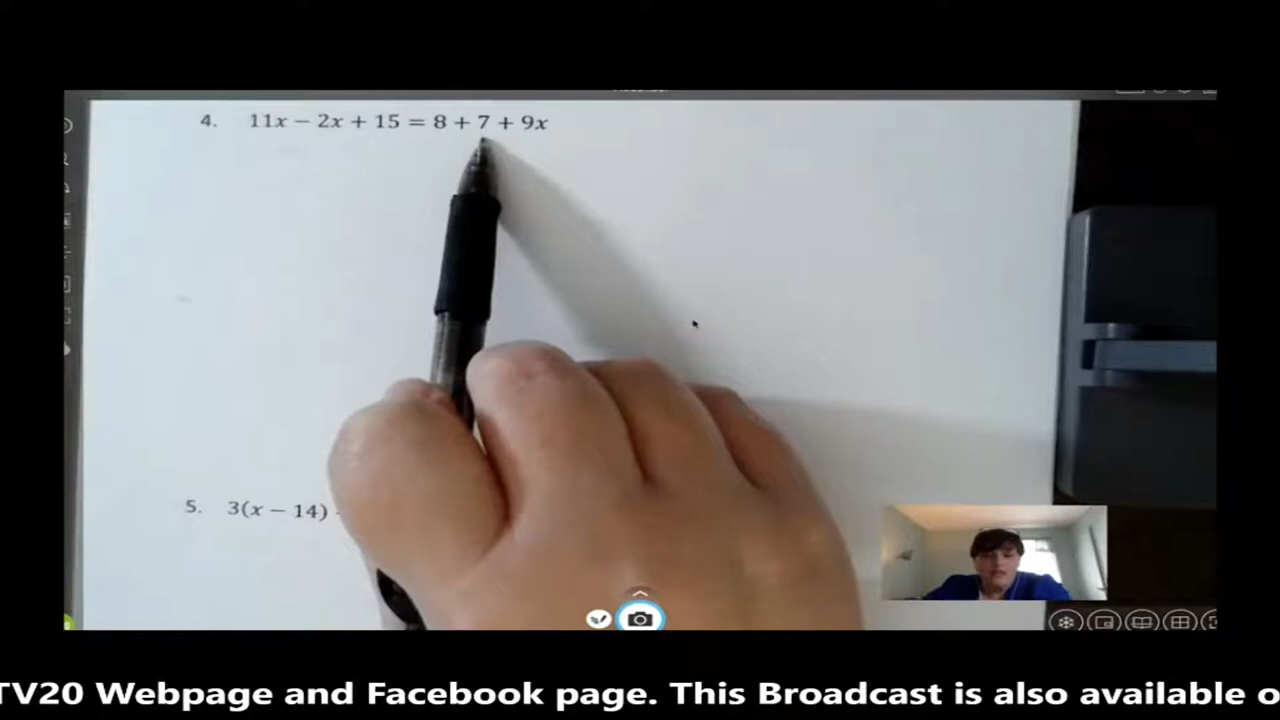 4. 11x − 2x + 15 = 8 + 7 + 9x
5. 3(x − 14)
TV20 Webpage and Facebook page. This Broadcast is also available o